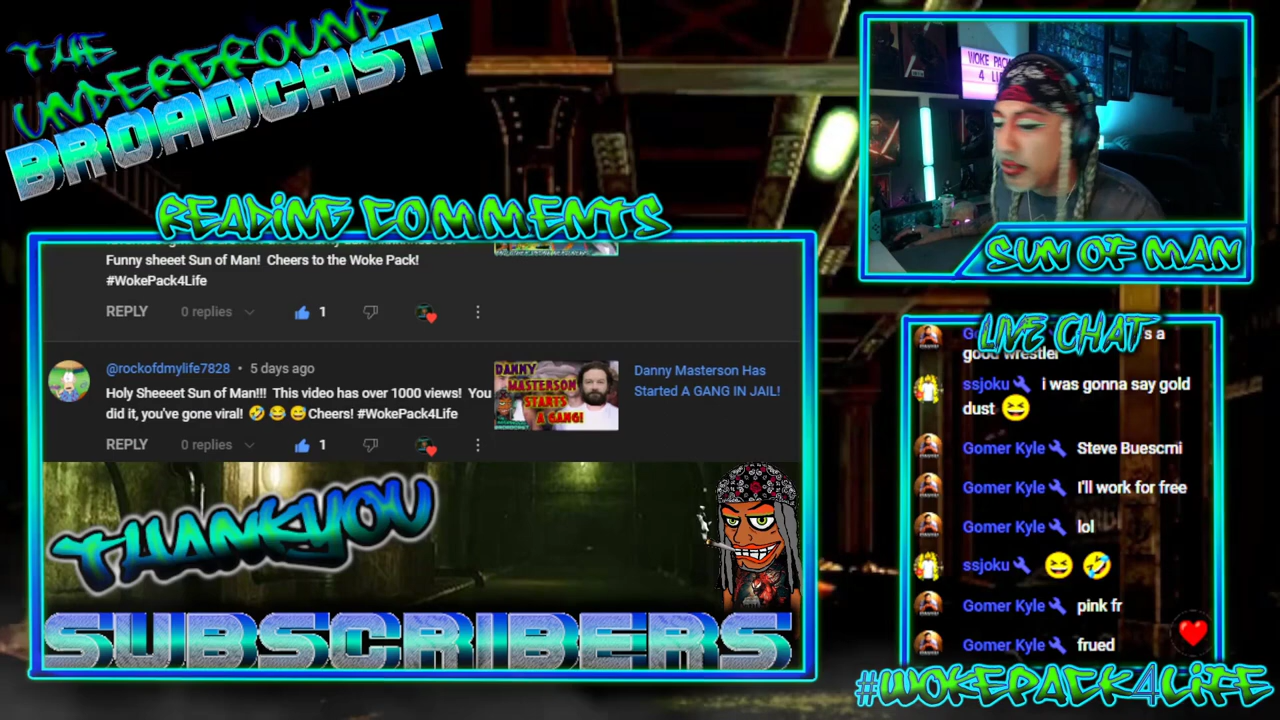 THE
UNDERGROUND
BROADCAST
WOKE PACK
4 LI
READING COMMENTS
SUN OF MAN
Funny sheeet Sun of Man! Cheers to the Woke Pack!
#WokePack4Life
REPLY 0 replies 1
@rockofdmylife7828 • 5 days ago
Holy Sheeeet Sun of Man!!! This video has over 1000 views! You
did it, you've gone viral! 🤣 😂 😅 Cheers! #WokePack4Life
REPLY 0 replies 1
DANNY
MASTERSON
STARTS
A GANG!
Danny Masterson Has
Started A GANG IN JAIL!
THANKYOU
SUBSCRIBERS
LIVE CHAT
Go s a
good wrestler
ssjoku i was gonna say gold
dust 😆
Gomer Kyle Steve Buescmi
Gomer Kyle I'll work for free
Gomer Kyle lol
ssjoku 😆 🤣
Gomer Kyle pink fr
Gomer Kyle frued
#WOKEPACK4LIFE